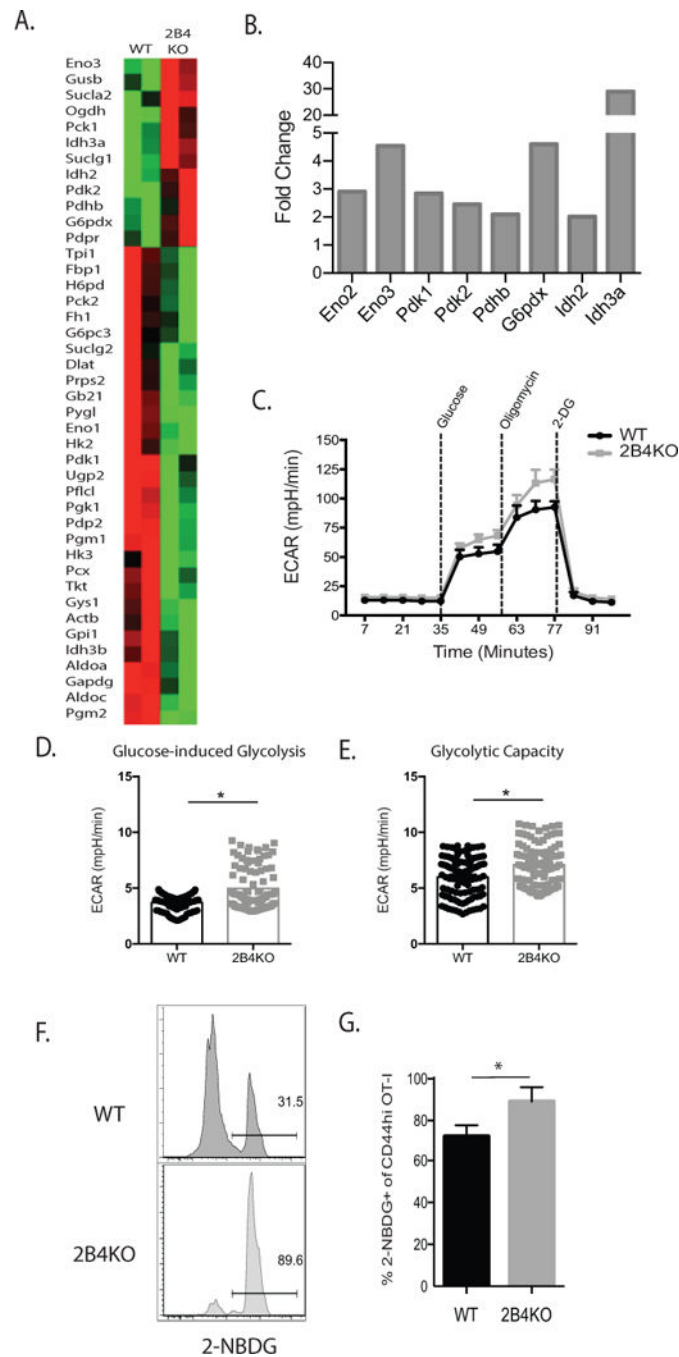 A.
WT
2B4
KO
Eno3
Gusb
Sucla2
Ogdh
Pck1
Idh3a
Suclg1
Idh2
Pdk2
Pdhb
G6pdx
Pdpr
Tpi1
Fbp1
H6pd
Pck2
Fh1
G6pc3
Suclg2
Dlat
Prps2
Gb21
Pygl
Eno1
Hk2
Pdk1
Ugp2
Pflcl
Pgk1
Pdp2
Pgm1
Hk3
Pcx
Tkt
Gys1
Actb
Gpi1
Idh3b
Aldoa
Gapdg
Aldoc
Pgm2
B.
Fold Change
40
30
20
10
5
4
3
2
1
0
Eno2
Eno3
Pdk1
Pdk2
Pdhb
G6pdx
Idh2
Idh3a
C.
Glucose
Oligomycin
2-DG
WT
2B4KO
ECAR (mpH/min)
150
125
100
75
50
25
0
7
21
35
49
63
77
91
Time (Minutes)
D.
Glucose-induced Glycolysis
*
ECAR (mpH/min)
15
10
5
0
WT
2B4KO
E.
Glycolytic Capacity
*
ECAR (mpH/min)
15
10
5
0
WT
2B4KO
F.
WT
31.5
2B4KO
89.6
2-NBDG
G.
*
% 2-NBDG+ of CD44hi OT-I
100
80
60
40
20
0
WT
2B4KO